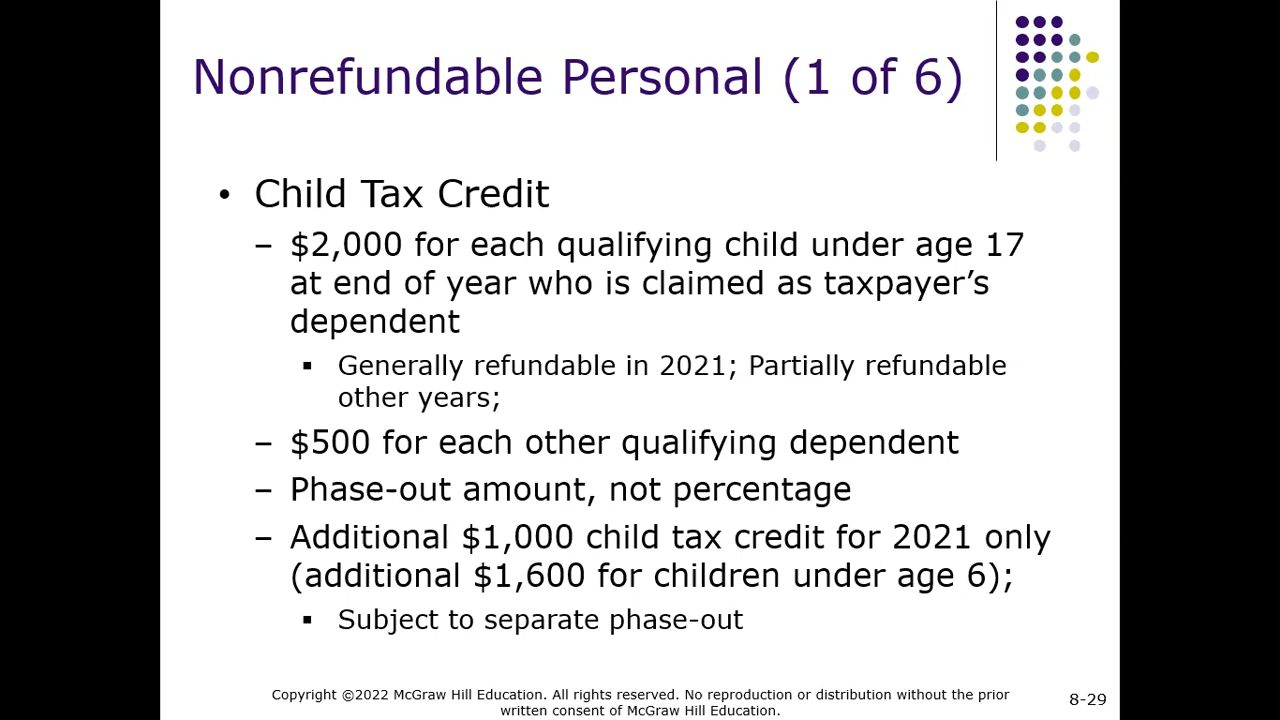 Nonrefundable Personal (1 of 6)
• Child Tax Credit
– $2,000 for each qualifying child under age 17
at end of year who is claimed as taxpayer’s
dependent
▪ Generally refundable in 2021; Partially refundable
other years;
– $500 for each other qualifying dependent
– Phase-out amount, not percentage
– Additional $1,000 child tax credit for 2021 only
(additional $1,600 for children under age 6);
▪ Subject to separate phase-out
Copyright ©2022 McGraw Hill Education. All rights reserved. No reproduction or distribution without the prior
written consent of McGraw Hill Education.
8-29